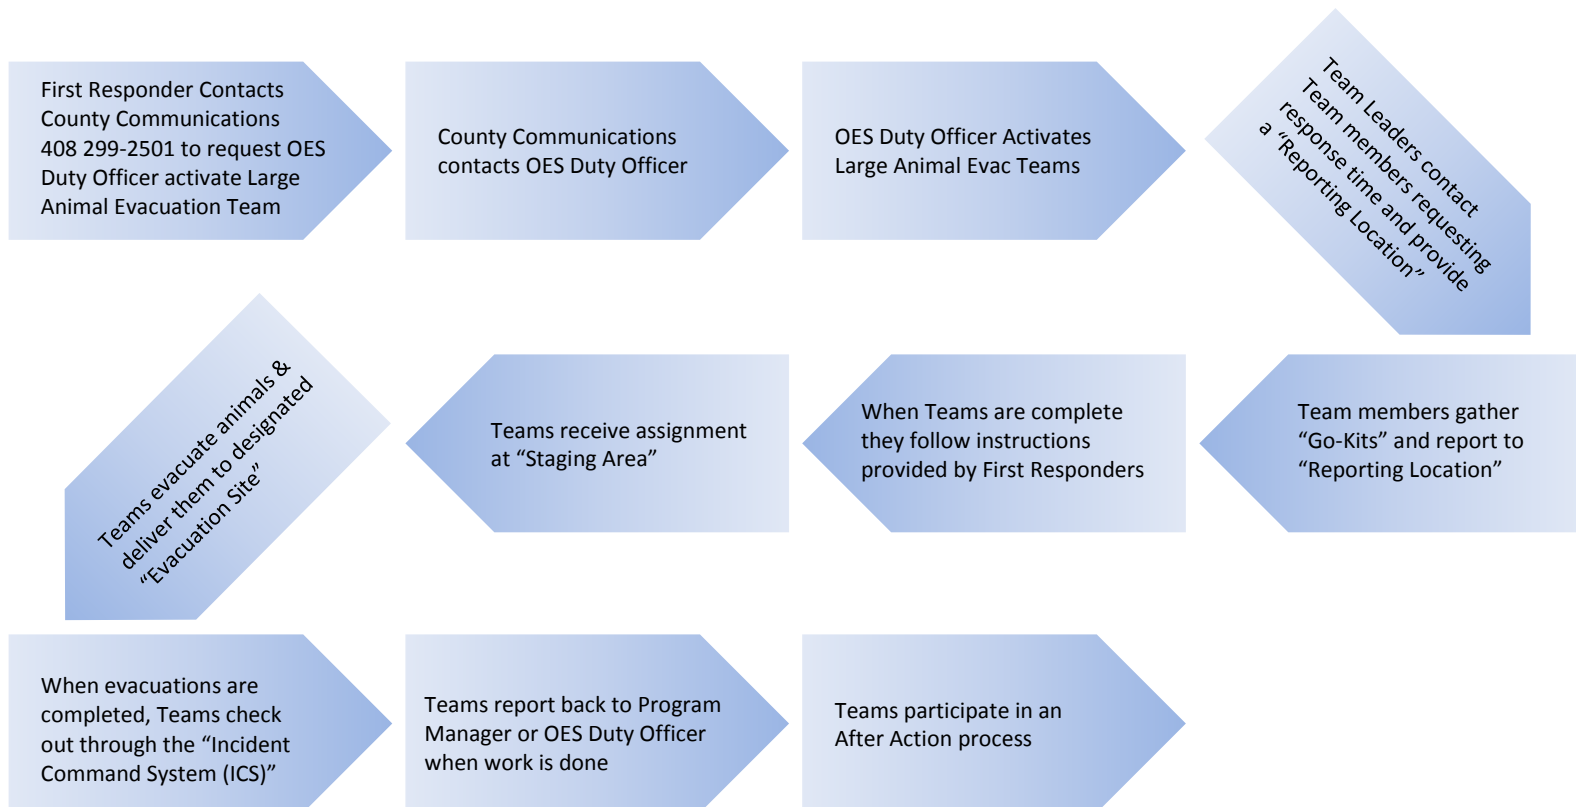 First Responder Contacts
County Communications
408 299-2501 to request OES
Duty Officer activate Large
Animal Evacuation Team
County Communications
contacts OES Duty Officer
OES Duty Officer Activates
Large Animal Evac Teams
Team Leaders contact
Team members requesting
response time and provide
a “Reporting Location”
Team members gather
“Go-Kits” and report to
“Reporting Location”
When Teams are complete
they follow instructions
provided by First Responders
Teams receive assignment
at “Staging Area”
Teams evacuate animals &
deliver them to designated
“Evacuation Site”
When evacuations are
completed, Teams check
out through the “Incident
Command System (ICS)”
Teams report back to Program
Manager or OES Duty Officer
when work is done
Teams participate in an
After Action process